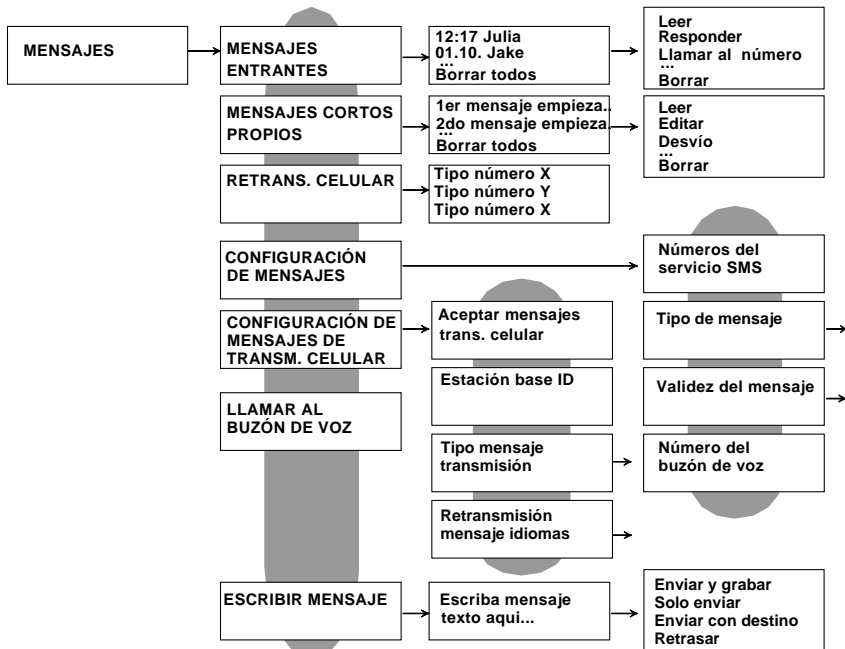 MENSAJES
MENSAJES
ENTRANTES
12:17 Julia
01.10. Jake
...
Borrar todos
Leer
Responder
Llamar al número
...
Borrar
MENSAJES CORTOS
PROPIOS
1er mensaje empieza..
2do mensaje empieza.
...
Borrar todos
Leer
Editar
Desvío
...
Borrar
RETRANS. CELULAR
Tipo número X
Tipo número Y
Tipo número X
CONFIGURACIÓN
DE MENSAJES
Números del
servicio SMS
CONFIGURACIÓN DE
MENSAJES DE
TRANSM. CELULAR
Aceptar mensajes
trans. celular
Tipo de mensaje
Estación base ID
Validez del mensaje
LLAMAR AL
BUZÓN DE VOZ
Tipo mensaje
transmisión
Número del
buzón de voz
Retransmisión
mensaje idiomas
ESCRIBIR MENSAJE
Escriba mensaje
texto aqui...
Enviar y grabar
Solo enviar
Enviar con destino
Retrasar